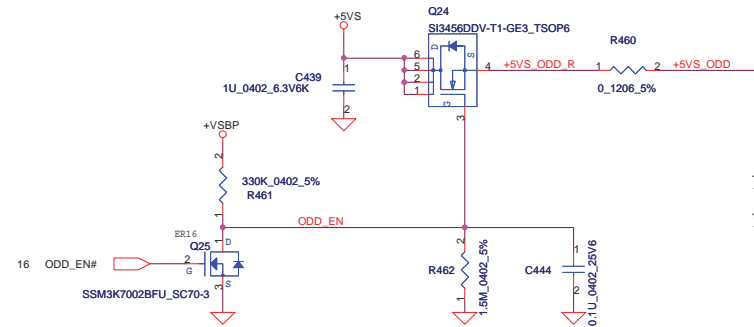 Q24
SI3456DDV-T1-GE3_TSOP6
+5VS
R460
D
S
6
5
2
1
4
+5VS_ODD_R
1
2
+5VS_ODD
0_1206_5%
G
3
1
C439
1U_0402_6.3V6K
2
+VSBP
2
330K_0402_5%
R461
1
ODD_EN
ER16
Q25
1
D
16 ODD_EN#
2
G
3
S
SSM3K7002BFU_SC70-3
2
R462
1
1.5M_0402_5%
1
C444
2
0.1U_0402_25V6